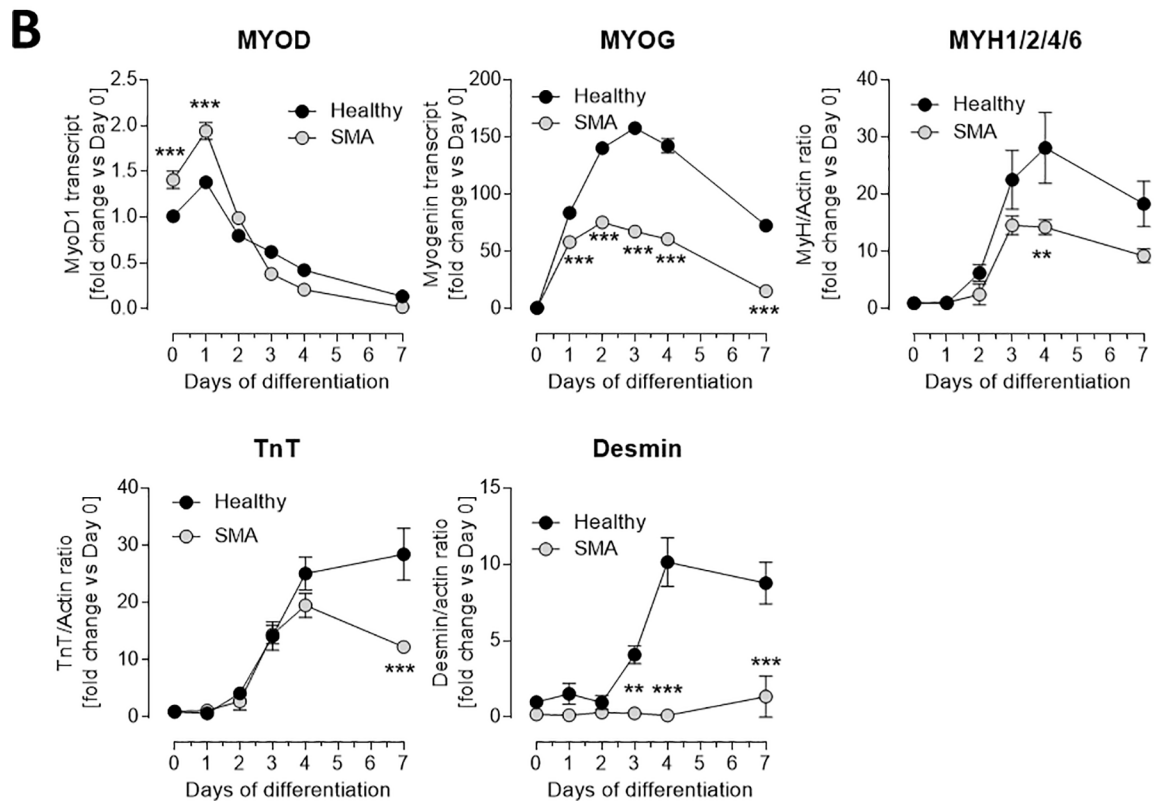 B
MYOD
MyoD1 transcript
[fold change vs Day 0]
2.5
2.0
1.5
1.0
0.5
0.0
Healthy
SMA
***
***
0 1 2 3 4 5 6 7
Days of differentiation
MYOG
Myogenin transcript
[fold change vs Day 0]
200
150
100
50
0
Healthy
SMA
***
***
***
***
***
0 1 2 3 4 5 6 7
Days of differentiation
MYH1/2/4/6
MyH/Actin ratio
[fold change vs Day 0]
40
30
20
10
0
Healthy
SMA
**
0 1 2 3 4 5 6 7
Days of differentiation
TnT
TnT/Actin ratio
[fold change vs Day 0]
40
30
20
10
0
Healthy
SMA
***
0 1 2 3 4 5 6 7
Days of differentiation
Desmin
Desmin/actin ratio
[fold change vs Day 0]
15
10
5
0
Healthy
SMA
**
***
***
0 1 2 3 4 5 6 7
Days of differentiation